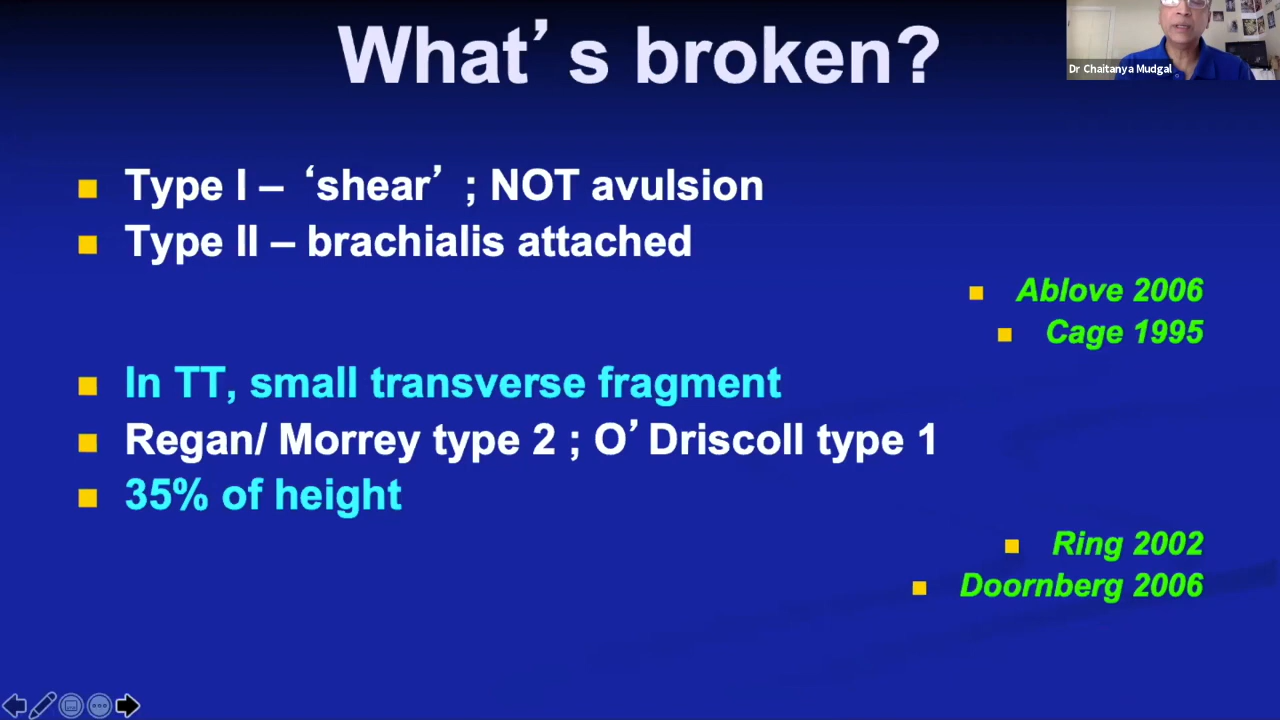 What's broken?
Dr Chaitanya Mudgal
Type I – 'shear' ; NOT avulsion
Type II – brachialis attached
Ablove 2006
Cage 1995
In TT, small transverse fragment
Regan/ Morrey type 2 ; O'Driscoll type 1
35% of height
Ring 2002
Doornberg 2006